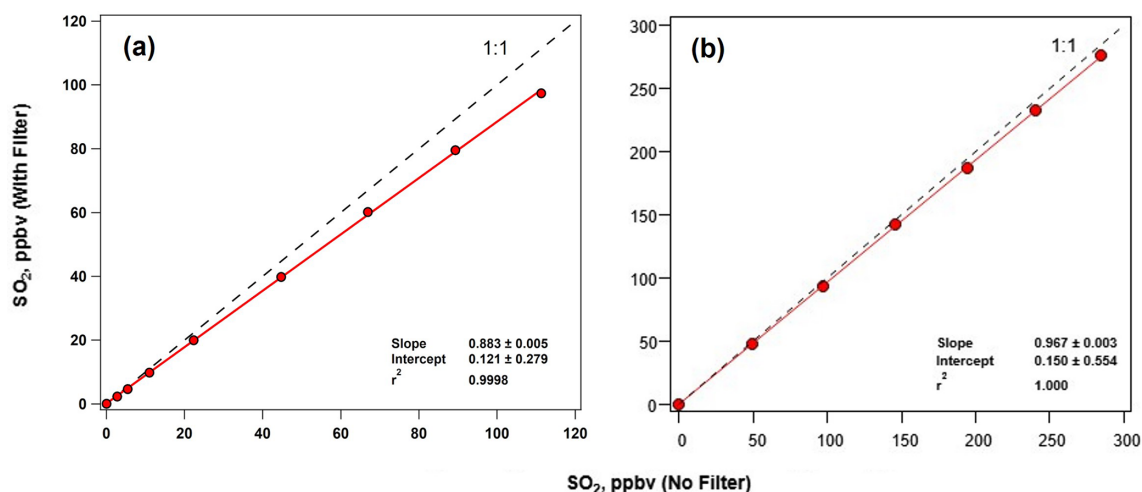 (a)
1:1
120
100
80
60
40
20
0
0 20 40 60 80 100 120
SO2, ppbv (With Filter)
Slope 0.883 ± 0.005
Intercept 0.121 ± 0.279
r2 0.9998
(b)
1:1
300
250
200
150
100
50
0
0 50 100 150 200 250 300
Slope 0.967 ± 0.003
Intercept 0.150 ± 0.554
r2 1.000
SO2, ppbv (No Filter)